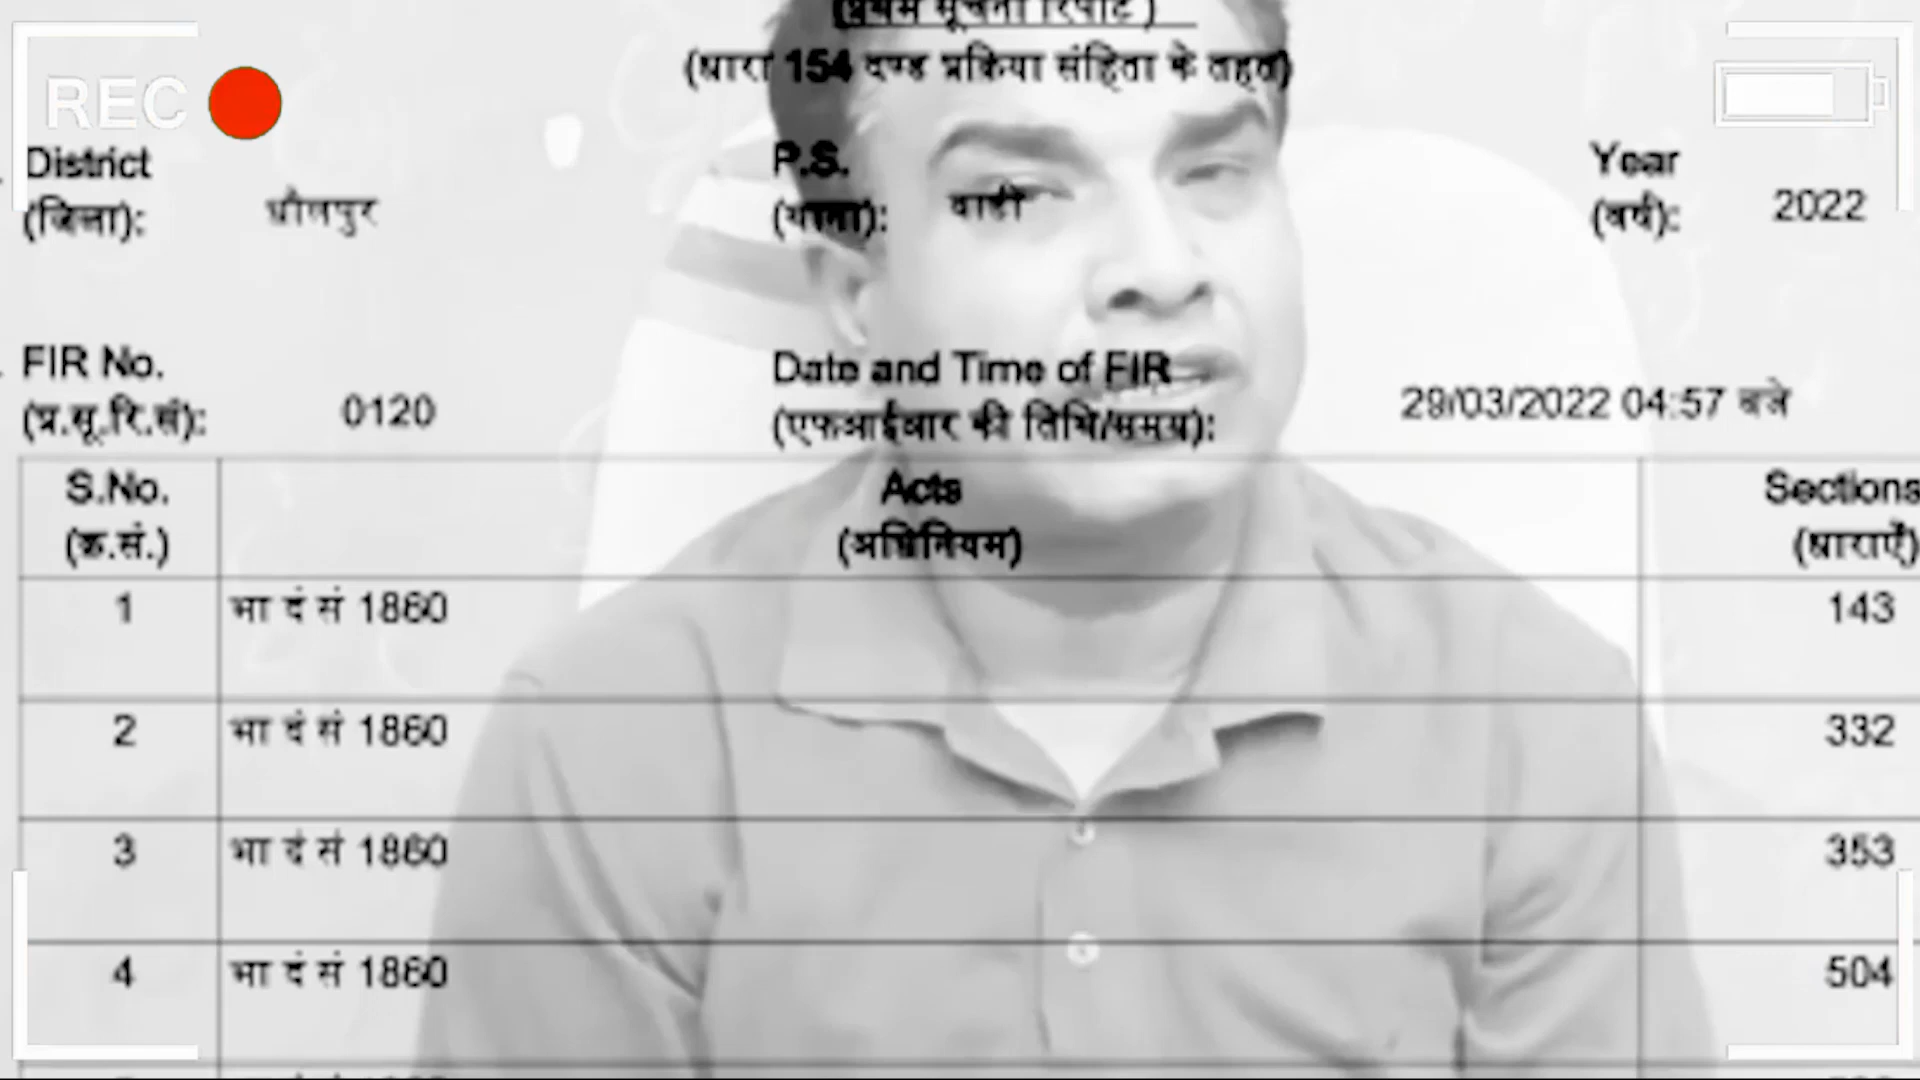 (प्रथम सूचना रिपोर्ट )
(धारा 154 दण्ड प्रक्रिया संहिता के तहत)
REC
District P.S. Year
(जिला): धौलपुर (थाना): बाडी (वर्ष): 2022
FIR No. Date and Time of FIR
(प्र.सू.रि.सं): 0120 (एफआईआर की तिथि/समय): 29/03/2022 04:57 बजे
S.No. Acts Sections
(क्र.सं.) (अधिनियम) (धाराएँ)
1 भा दं सं 1860 143
2 भा दं सं 1860 332
3 भा दं सं 1860 353
4 भा दं सं 1860 504